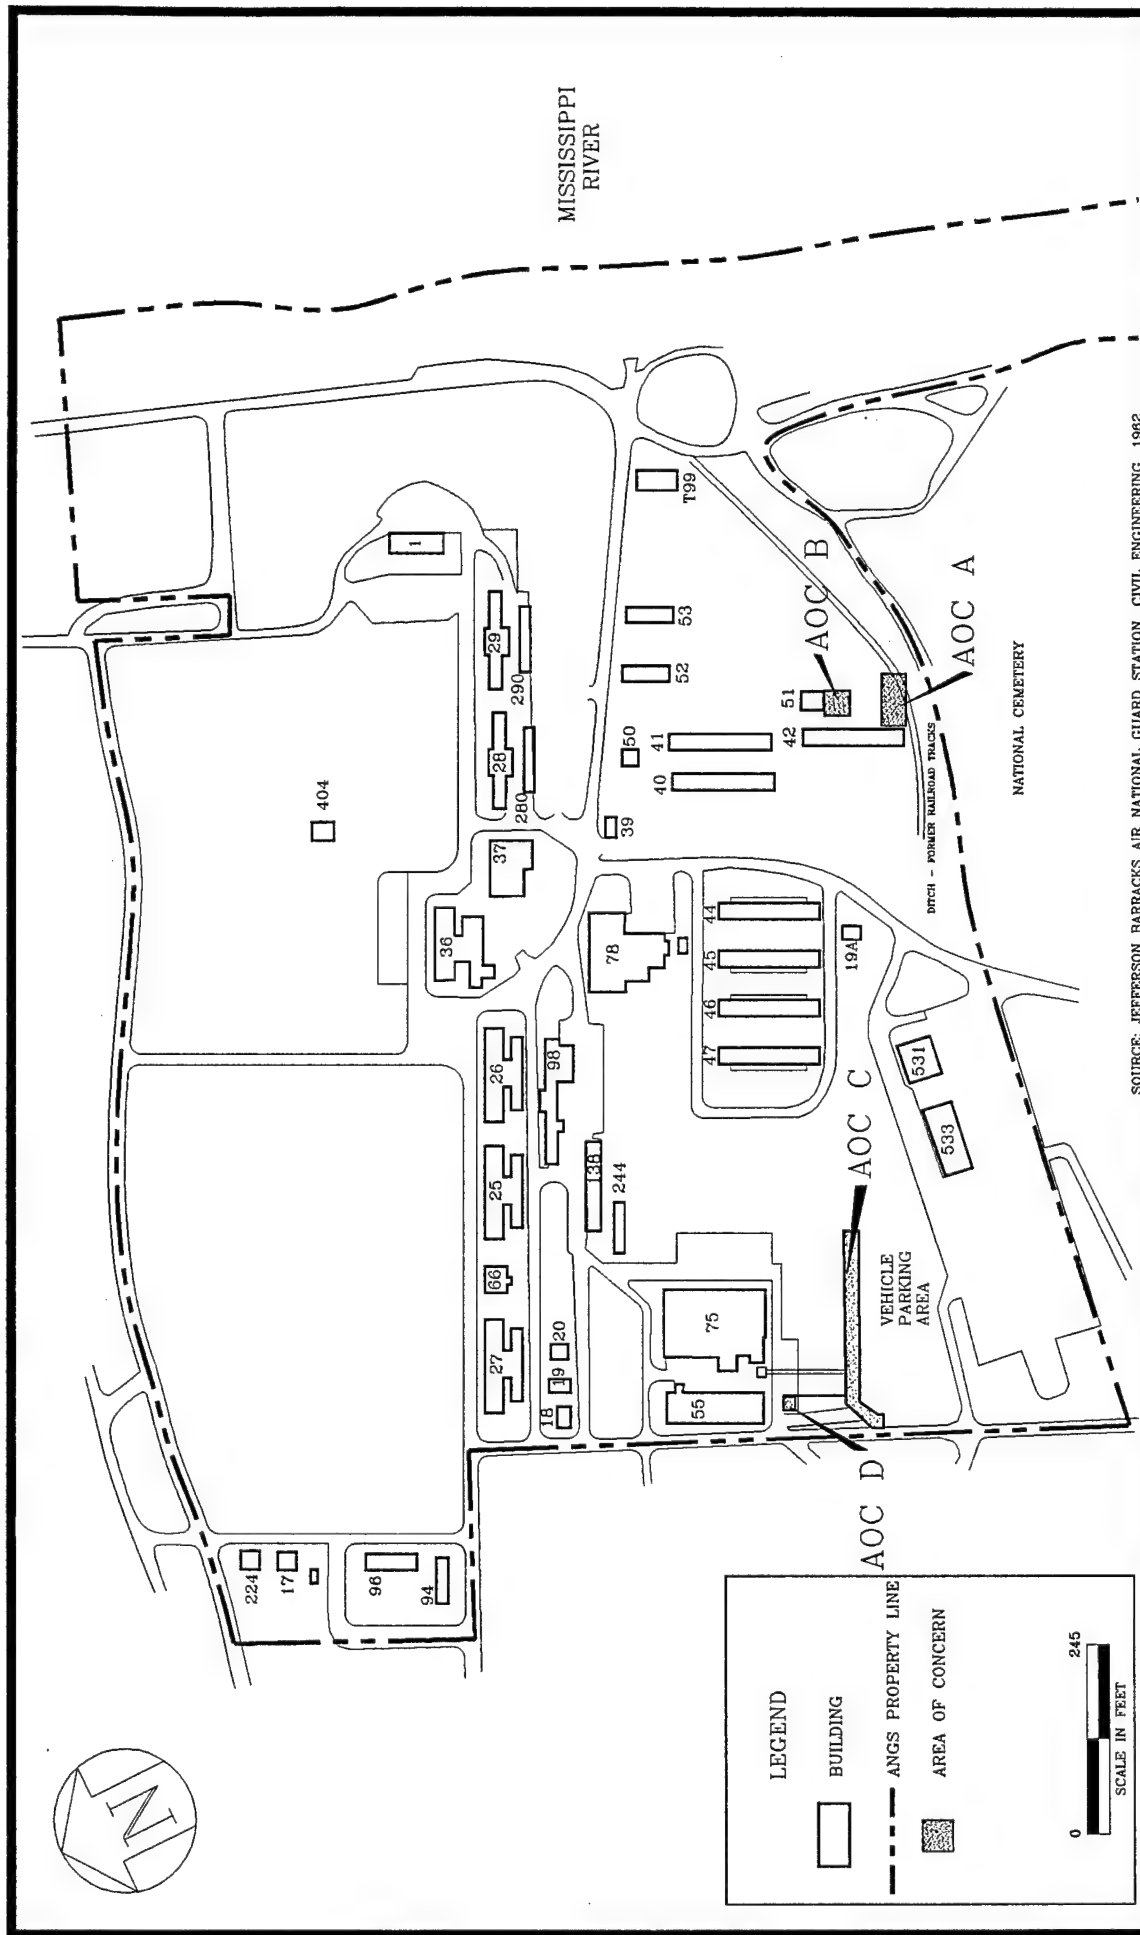 MISSISSIPPI
RIVER
404
1
29
290
28
280
37
36
T99
53
52
50
41
40
39
51
42
AOC B
AOC A
DITCH - FORMER RAILROAD TRACKS
NATIONAL CEMETERY
78
44
45
46
47
19A
531
533
26
98
25
138
244
66
27
20
19
18
75
55
AOC C
VEHICLE
PARKING
AREA
AOC D
224
17
96
94
N
LEGEND
BUILDING
ANGS PROPERTY LINE
AREA OF CONCERN
0
245
SCALE IN FEET
SOURCE: JEFFERSON BARRACKS AIR NATIONAL GUARD STATION CIVIL ENGINEERING, 1982